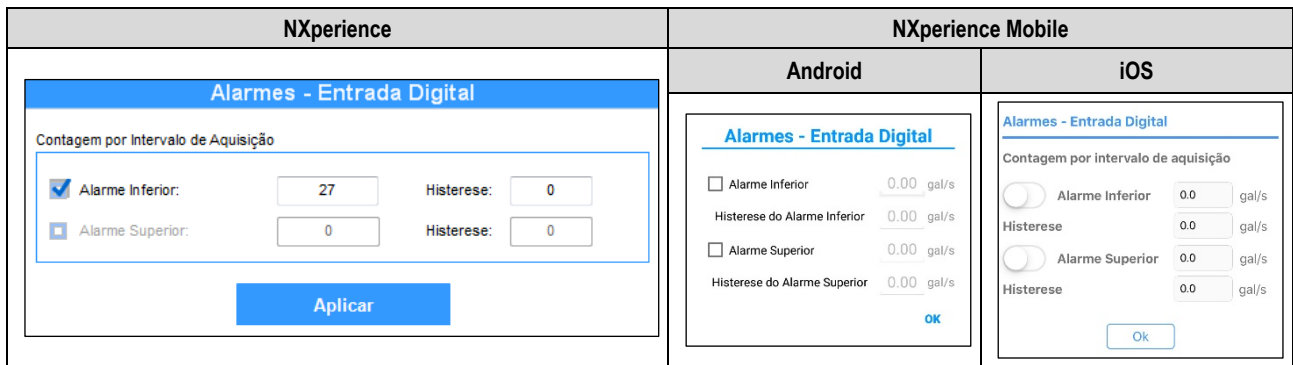 NXperience
NXperience Mobile
Android
iOS
Alarmes - Entrada Digital
Contagem por Intervalo de Aquisição
Alarme Inferior: 27 Histerese: 0
Alarme Superior: 0 Histerese: 0
Aplicar
Alarmes - Entrada Digital
Alarme Inferior 0.00 gal/s
Histerese do Alarme Inferior 0.00 gal/s
Alarme Superior 0.00 gal/s
Histerese do Alarme Superior 0.00 gal/s
OK
Alarmes - Entrada Digital
Contagem por intervalo de aquisição
Alarme Inferior 0.0 gal/s
Histerese 0.0 gal/s
Alarme Superior 0.0 gal/s
Histerese 0.0 gal/s
Ok